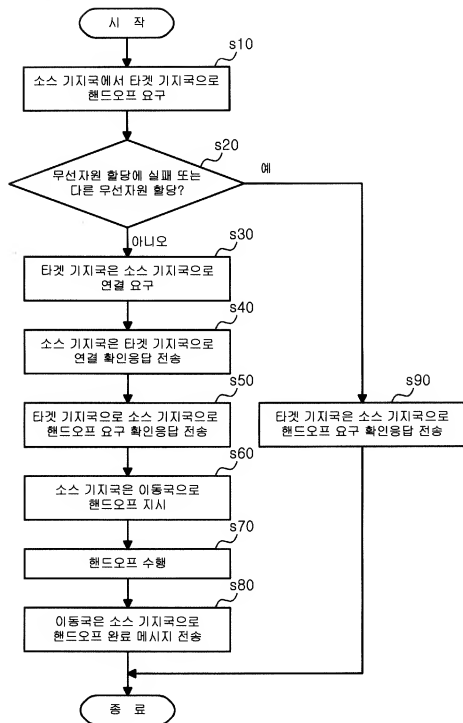 시 작
s10
소스 기지국에서 타겟 기지국으로
핸드오프 요구
s20
무선자원 할당에 실패 또는
다른 무선자원 할당?
예
아니오
s30
타겟 기지국은 소스 기지국으로
연결 요구
s40
소스 기지국은 타겟 기지국으로
연결 확인응답 전송
s50
타겟 기지국으로 소스 기지국으로
핸드오프 요구 확인응답 전송
s90
타겟 기지국은 소스 기지국으로
핸드오프 요구 확인응답 전송
s60
소스 기지국은 이동국으로
핸드오프 지시
s70
핸드오프 수행
s80
이동국은 소스 기지국으로
핸드오프 완료 메시지 전송
종 료